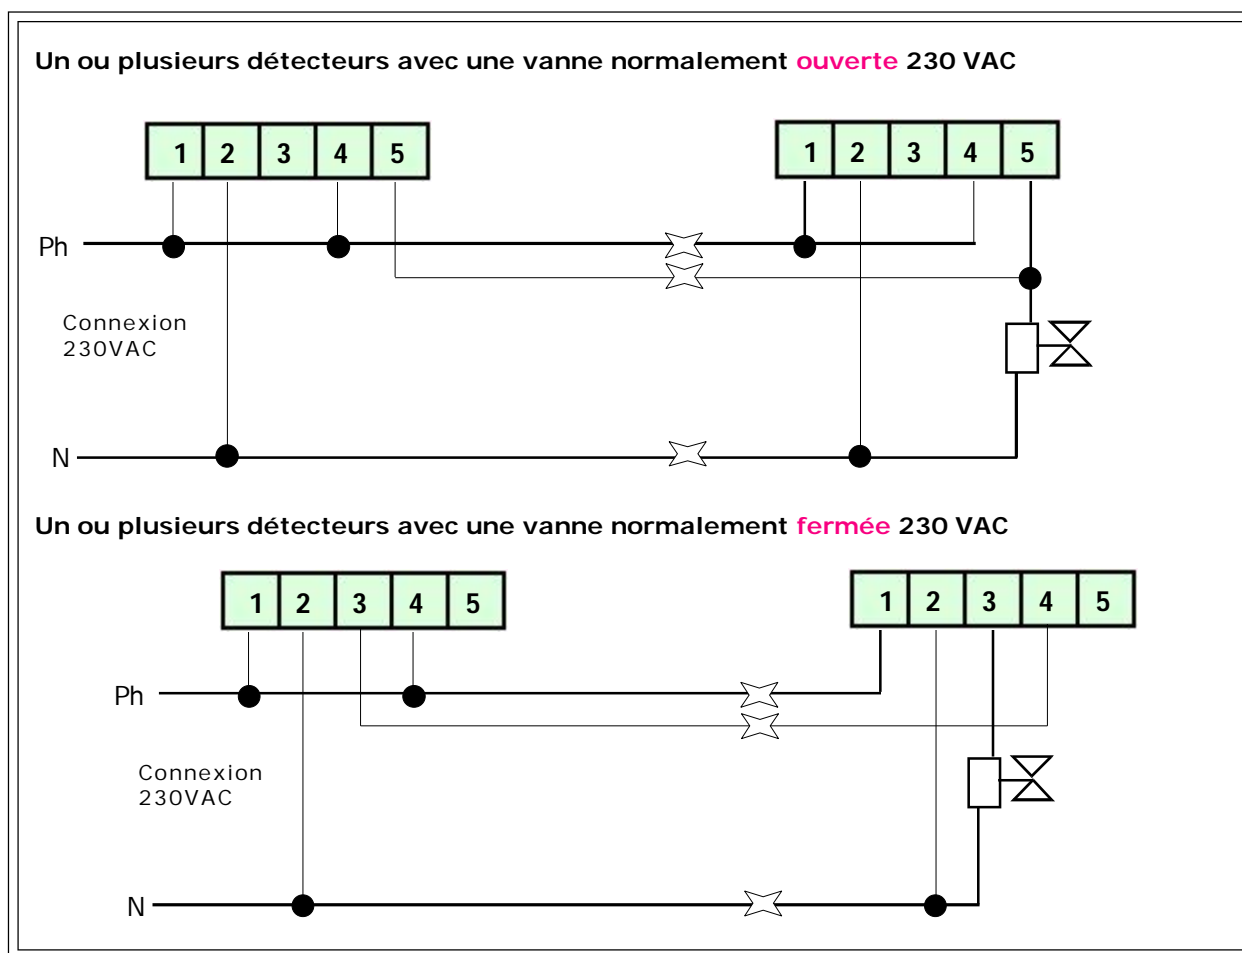 Un ou plusieurs détecteurs avec une vanne normalement ouverte 230 VAC
1 2 3 4 5
1 2 3 4 5
Ph
Connexion
230VAC
N
Un ou plusieurs détecteurs avec une vanne normalement fermée 230 VAC
1 2 3 4 5
1 2 3 4 5
Ph
Connexion
230VAC
N